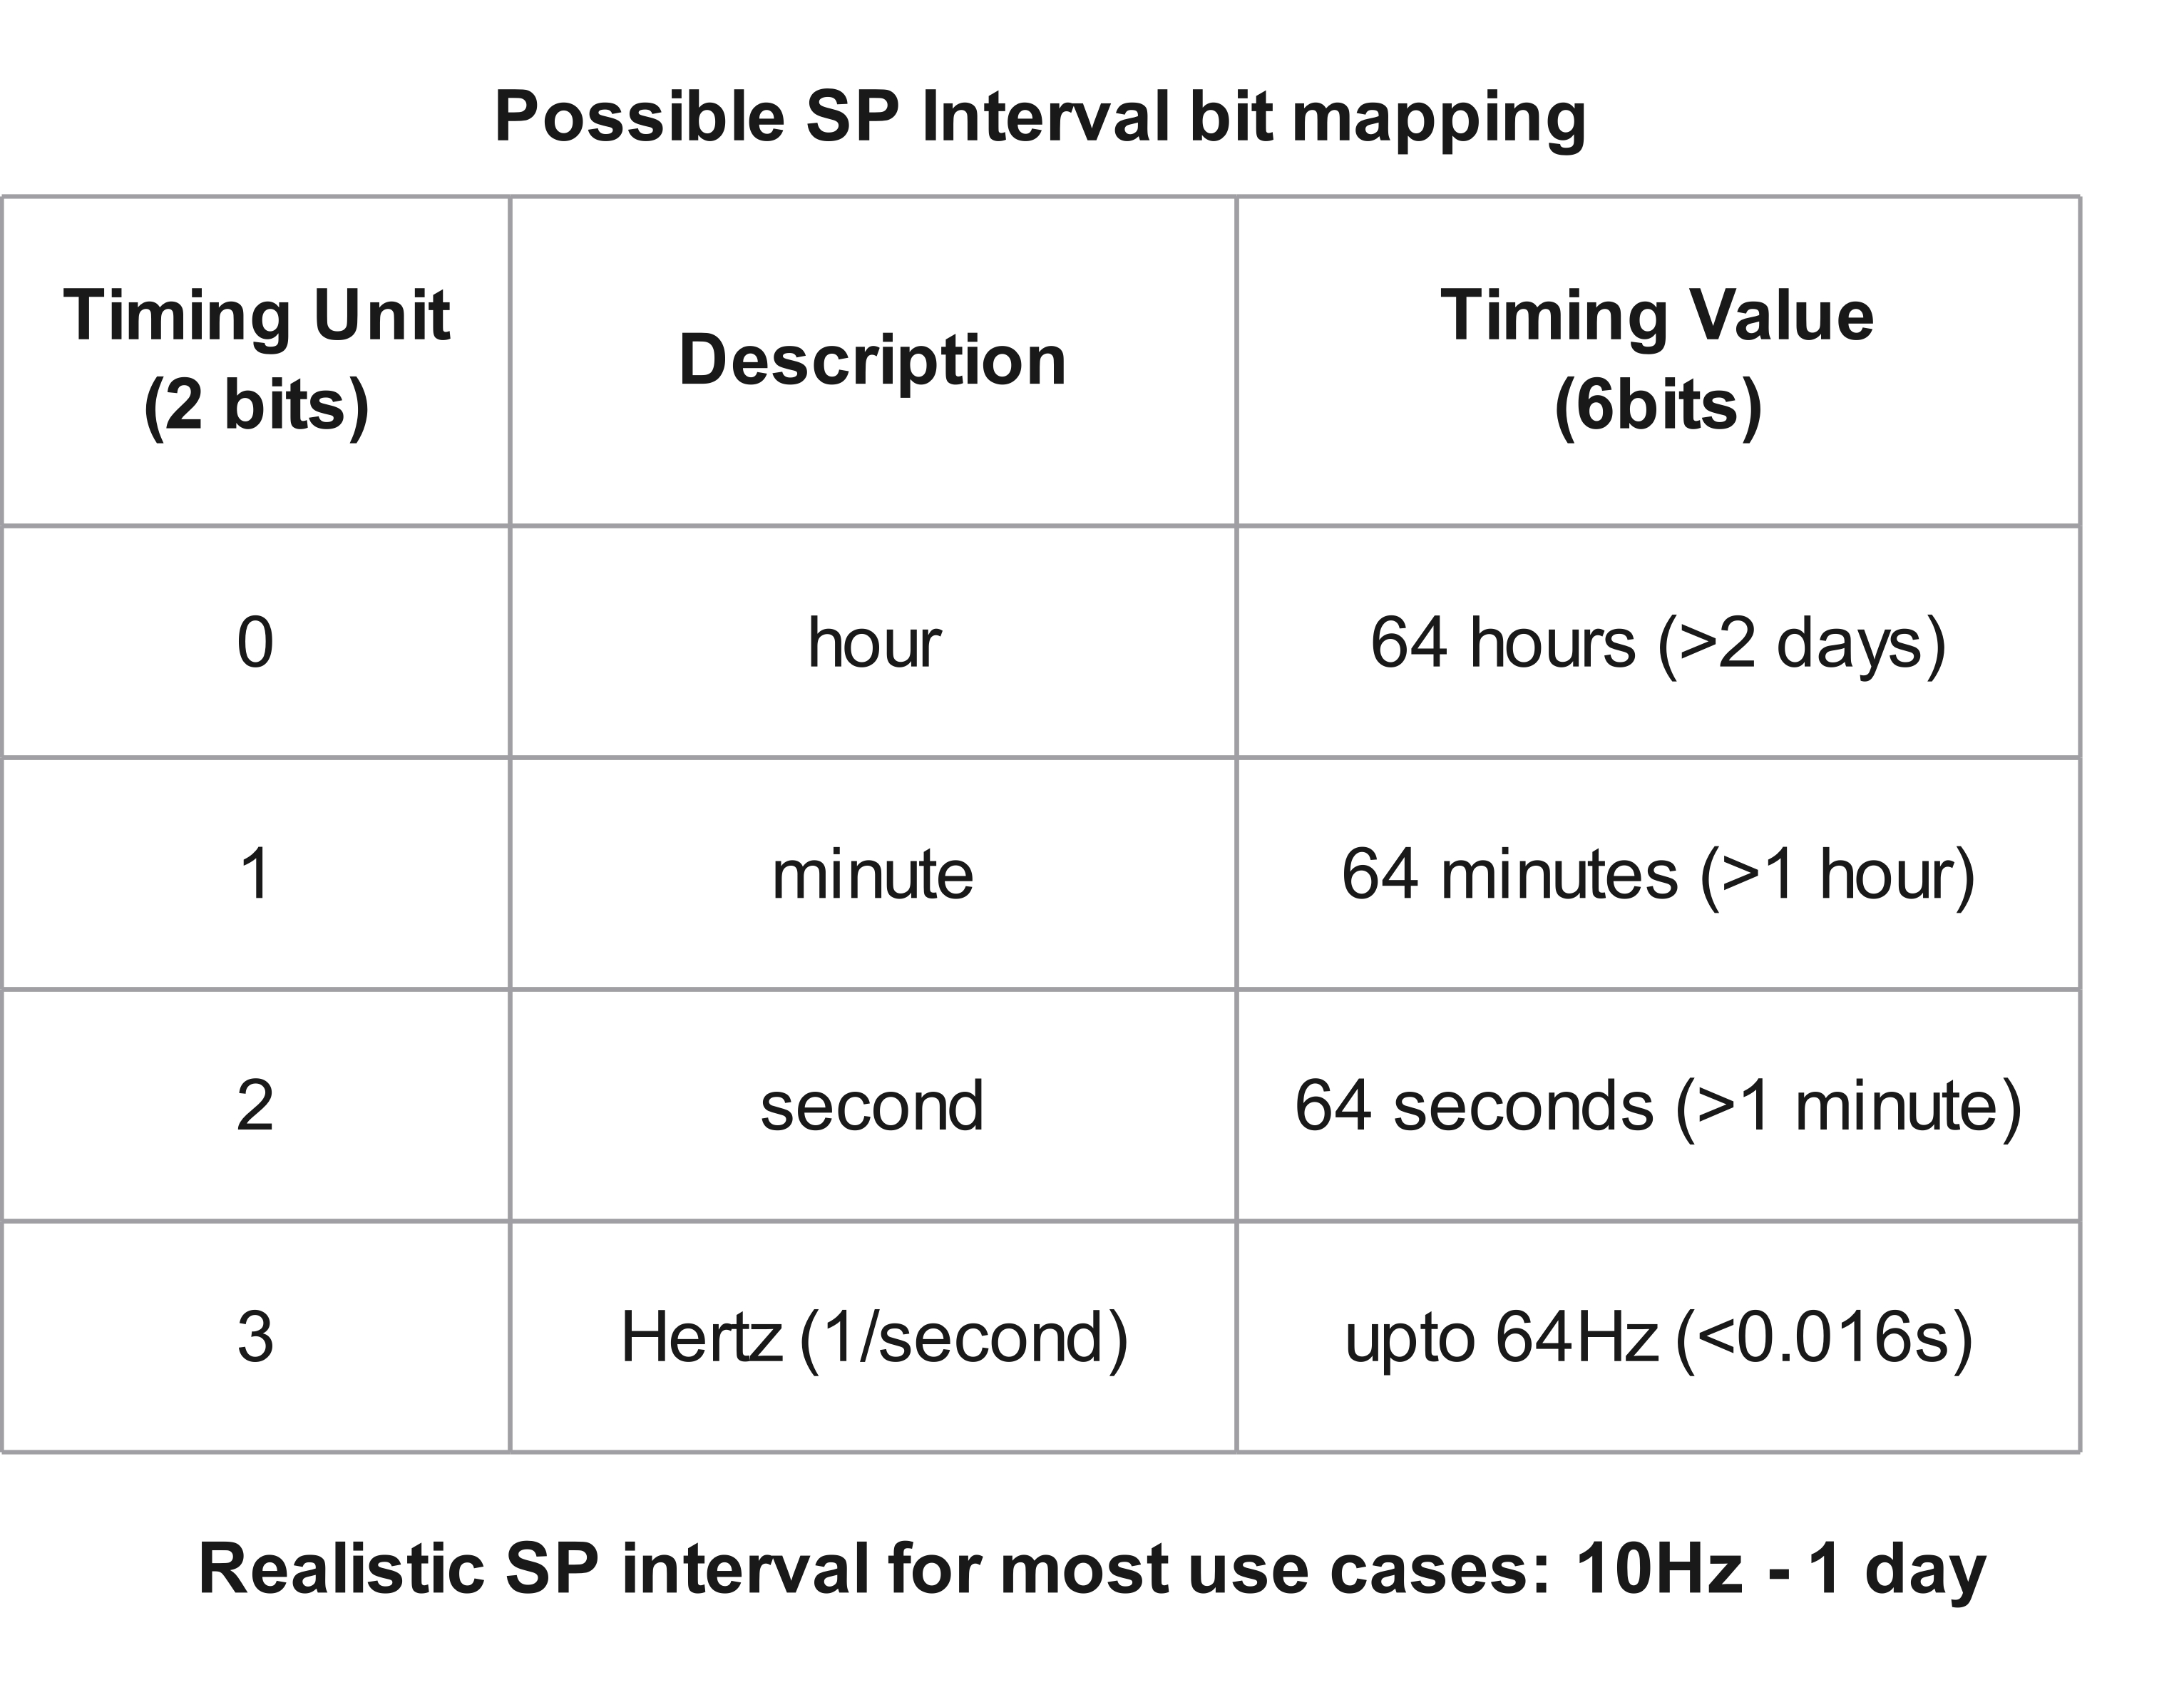 Possible SP Interval bit mapping
Timing Unit
(2 bits)
Description
Timing Value
(6bits)
0
hour
64 hours (>2 days)
1
minute
64 minutes (>1 hour)
2
second
64 seconds (>1 minute)
3
Hertz (1/second)
upto 64Hz (<0.016s)
Realistic SP interval for most use cases: 10Hz - 1 day